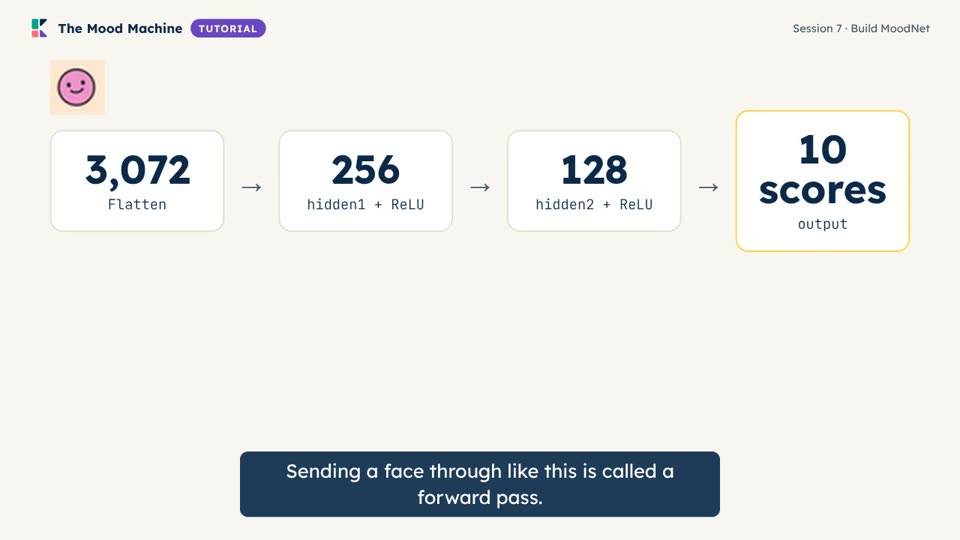 The Mood Machine TUTORIAL
Session 7 · Build MoodNet
3,072
Flatten
→
256
hidden1 + ReLU
→
128
hidden2 + ReLU
→
10
scores
output
Sending a face through like this is called a
forward pass.